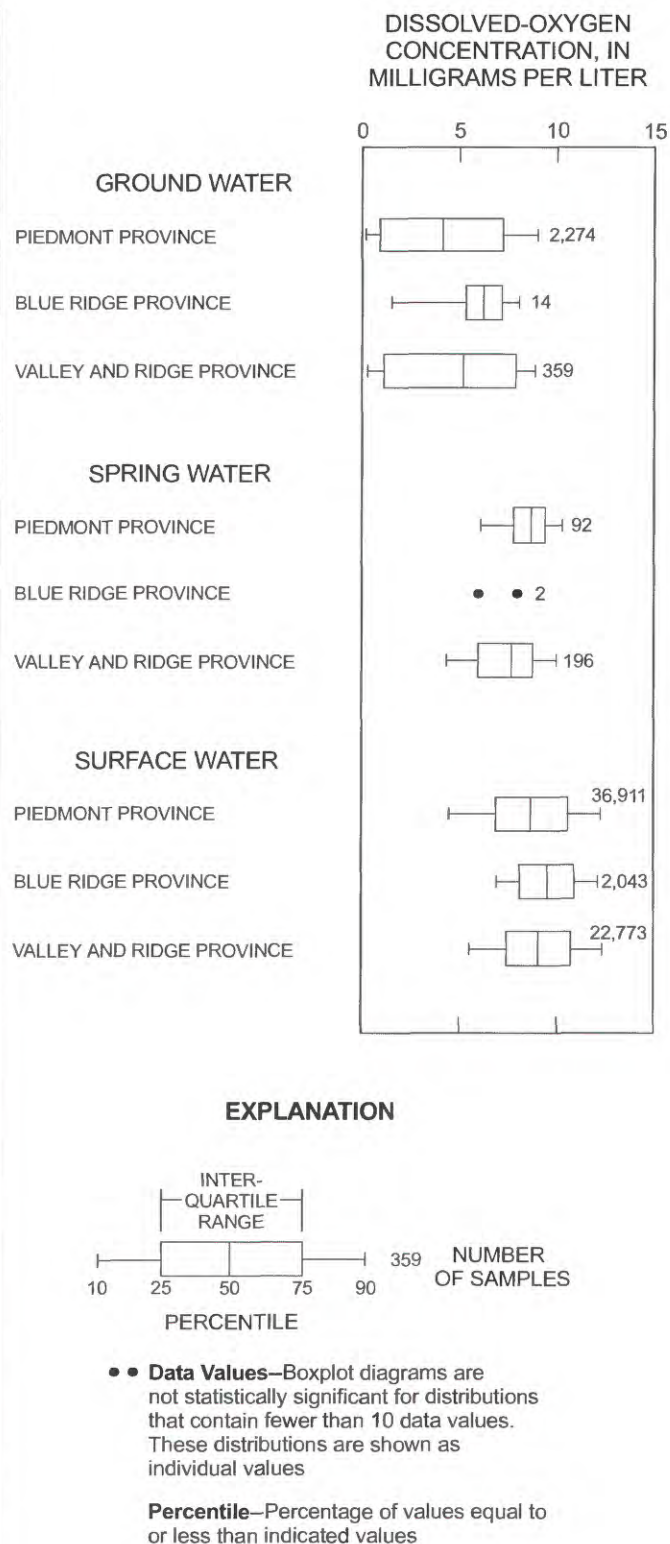 DISSOLVED-OXYGEN
CONCENTRATION, IN
MILLIGRAMS PER LITER
0 5 10 15
GROUND WATER
PIEDMONT PROVINCE 2,274
BLUE RIDGE PROVINCE 14
VALLEY AND RIDGE PROVINCE 359
SPRING WATER
PIEDMONT PROVINCE 92
BLUE RIDGE PROVINCE 2
VALLEY AND RIDGE PROVINCE 196
SURFACE WATER
36,911
PIEDMONT PROVINCE
BLUE RIDGE PROVINCE 2,043
22,773
VALLEY AND RIDGE PROVINCE
EXPLANATION
INTER-
QUARTILE
RANGE
359 NUMBER
OF SAMPLES
10 25 50 75 90
PERCENTILE
•• Data Values–Boxplot diagrams are
not statistically significant for distributions
that contain fewer than 10 data values.
These distributions are shown as
individual values
Percentile–Percentage of values equal to
or less than indicated values